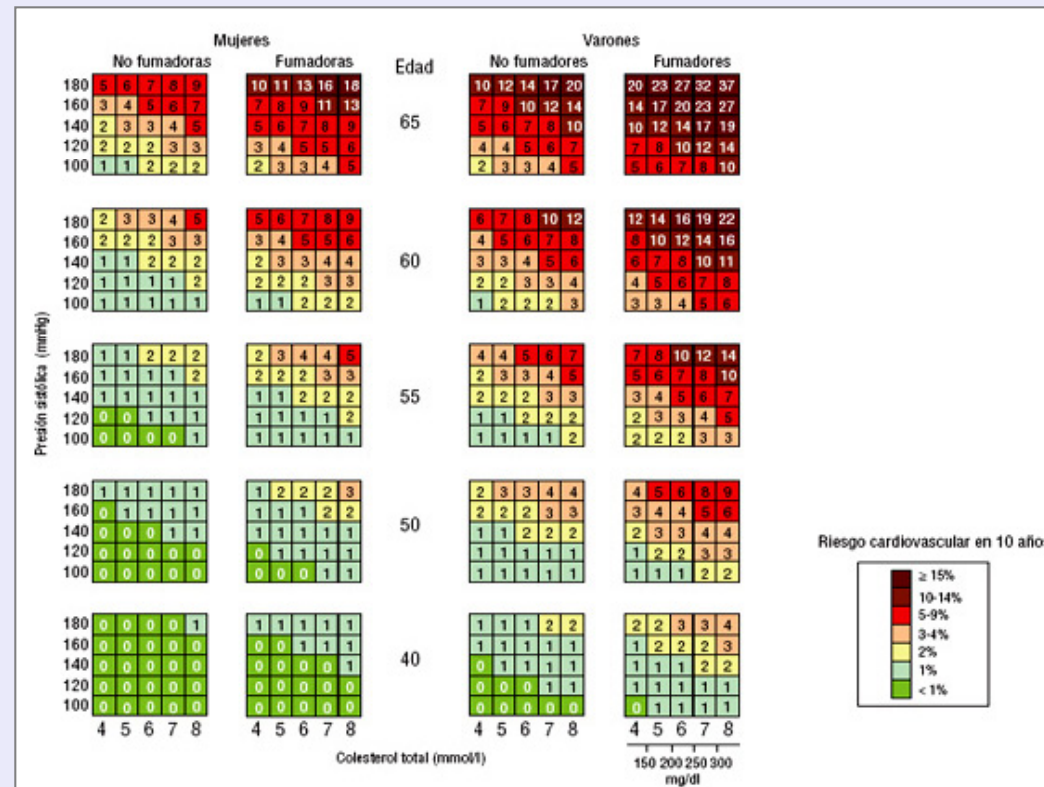 Mujeres Varones
No fumadoras Fumadoras Edad No fumadores Fumadores
180 5 6 7 8 9 10 11 13 16 18 10 12 14 17 20 20 23 27 32 37
160 3 4 5 6 7 7 8 9 11 13 7 9 10 12 14 14 17 20 23 27
140 2 3 3 4 5 5 6 7 8 9 65 5 6 7 8 10 10 12 14 17 19
120 2 2 2 3 3 3 4 5 5 6 4 4 5 6 7 7 8 10 12 14
100 1 1 2 2 2 2 3 3 4 5 2 3 3 4 5 5 6 7 8 10
180 2 3 3 4 5 5 6 7 8 9 6 7 8 10 12 12 14 16 19 22
160 2 2 2 3 3 3 4 5 5 6 4 5 6 7 8 8 10 12 14 16
140 1 1 2 2 2 2 3 3 4 4 60 3 3 4 5 6 6 7 8 10 11
120 1 1 1 1 2 2 2 2 3 3 2 2 3 3 4 4 5 6 7 8
100 1 1 1 1 1 1 1 2 2 2 1 2 2 2 3 3 3 4 5 6
Presión sistólica (mmHg)
180 1 1 2 2 2 2 3 4 4 5 4 4 5 6 7 7 8 10 12 14
160 1 1 1 1 2 2 2 2 3 3 2 3 3 4 5 5 6 7 8 10
140 1 1 1 1 1 1 1 2 2 2 55 2 2 2 3 3 3 4 5 6 7
120 0 0 1 1 1 1 1 1 1 2 1 1 2 2 2 2 3 3 4 5
100 0 0 0 0 1 1 1 1 1 1 1 1 1 1 2 2 2 2 3 3
180 1 1 1 1 1 1 2 2 2 3 2 3 3 4 4 4 5 6 8 9
160 0 1 1 1 1 1 1 1 2 2 2 2 2 3 3 3 4 4 5 6
140 0 0 0 1 1 1 1 1 1 1 50 1 1 2 2 2 2 3 3 4 4
120 0 0 0 0 0 0 1 1 1 1 1 1 1 1 1 1 2 2 3 3
100 0 0 0 0 0 0 0 0 1 1 1 1 1 1 1 1 1 1 2 2
Riesgo cardiovascular en 10 años
≥ 15%
10-14%
5-9%
3-4%
2%
1%
< 1%
180 0 0 0 0 1 1 1 1 1 1 1 1 1 2 2 2 2 3 3 4
160 0 0 0 0 0 0 0 1 1 1 1 1 1 1 1 1 2 2 2 3
140 0 0 0 0 0 0 0 0 0 1 40 0 1 1 1 1 1 1 1 2 2
120 0 0 0 0 0 0 0 0 0 0 0 0 0 1 1 1 1 1 1 1
100 0 0 0 0 0 0 0 0 0 0 0 0 0 0 0 0 1 1 1 1
4 5 6 7 8 4 5 6 7 8 4 5 6 7 8 4 5 6 7 8
Colesterol total (mmol/l)
150 200 250 300
mg/dl